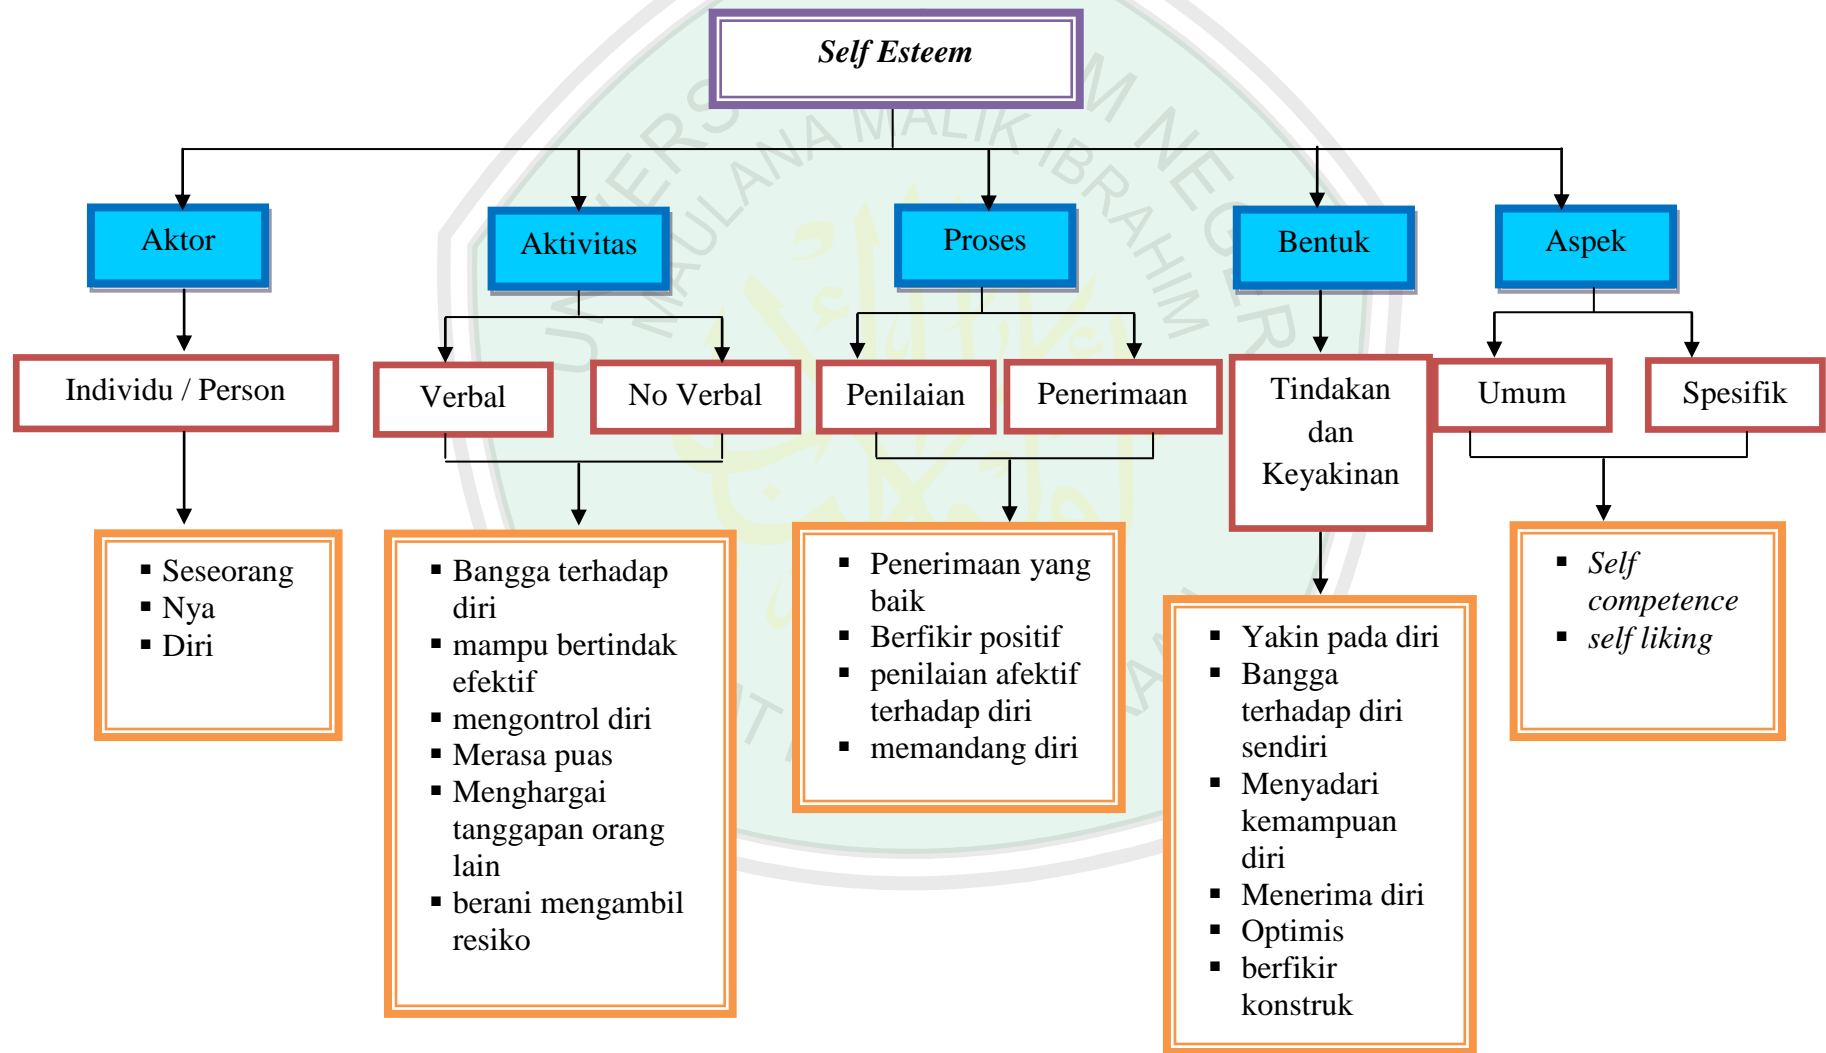 Self Esteem
Aktor
Aktivitas
Proses
Bentuk
Aspek
Individu / Person
Verbal
No Verbal
Penilaian
Penerimaan
Tindakan
dan
Keyakinan
Umum
Spesifik
▪ Seseorang
▪ Nya
▪ Diri
▪ Bangga terhadap
diri
▪ mampu bertindak
efektif
▪ mengontrol diri
▪ Merasa puas
▪ Menghargai
tanggapan orang
lain
▪ berani mengambil
resiko
▪ Penerimaan yang
baik
▪ Berfikir positif
▪ penilaian afektif
terhadap diri
▪ memandang diri
▪ Yakin pada diri
▪ Bangga
terhadap diri
sendiri
▪ Menyadari
kemampuan
diri
▪ Menerima diri
▪ Optimis
▪ berfikir
konstruk
▪ Self
competence
▪ self liking
MAULANA MALIK IBRAHIM